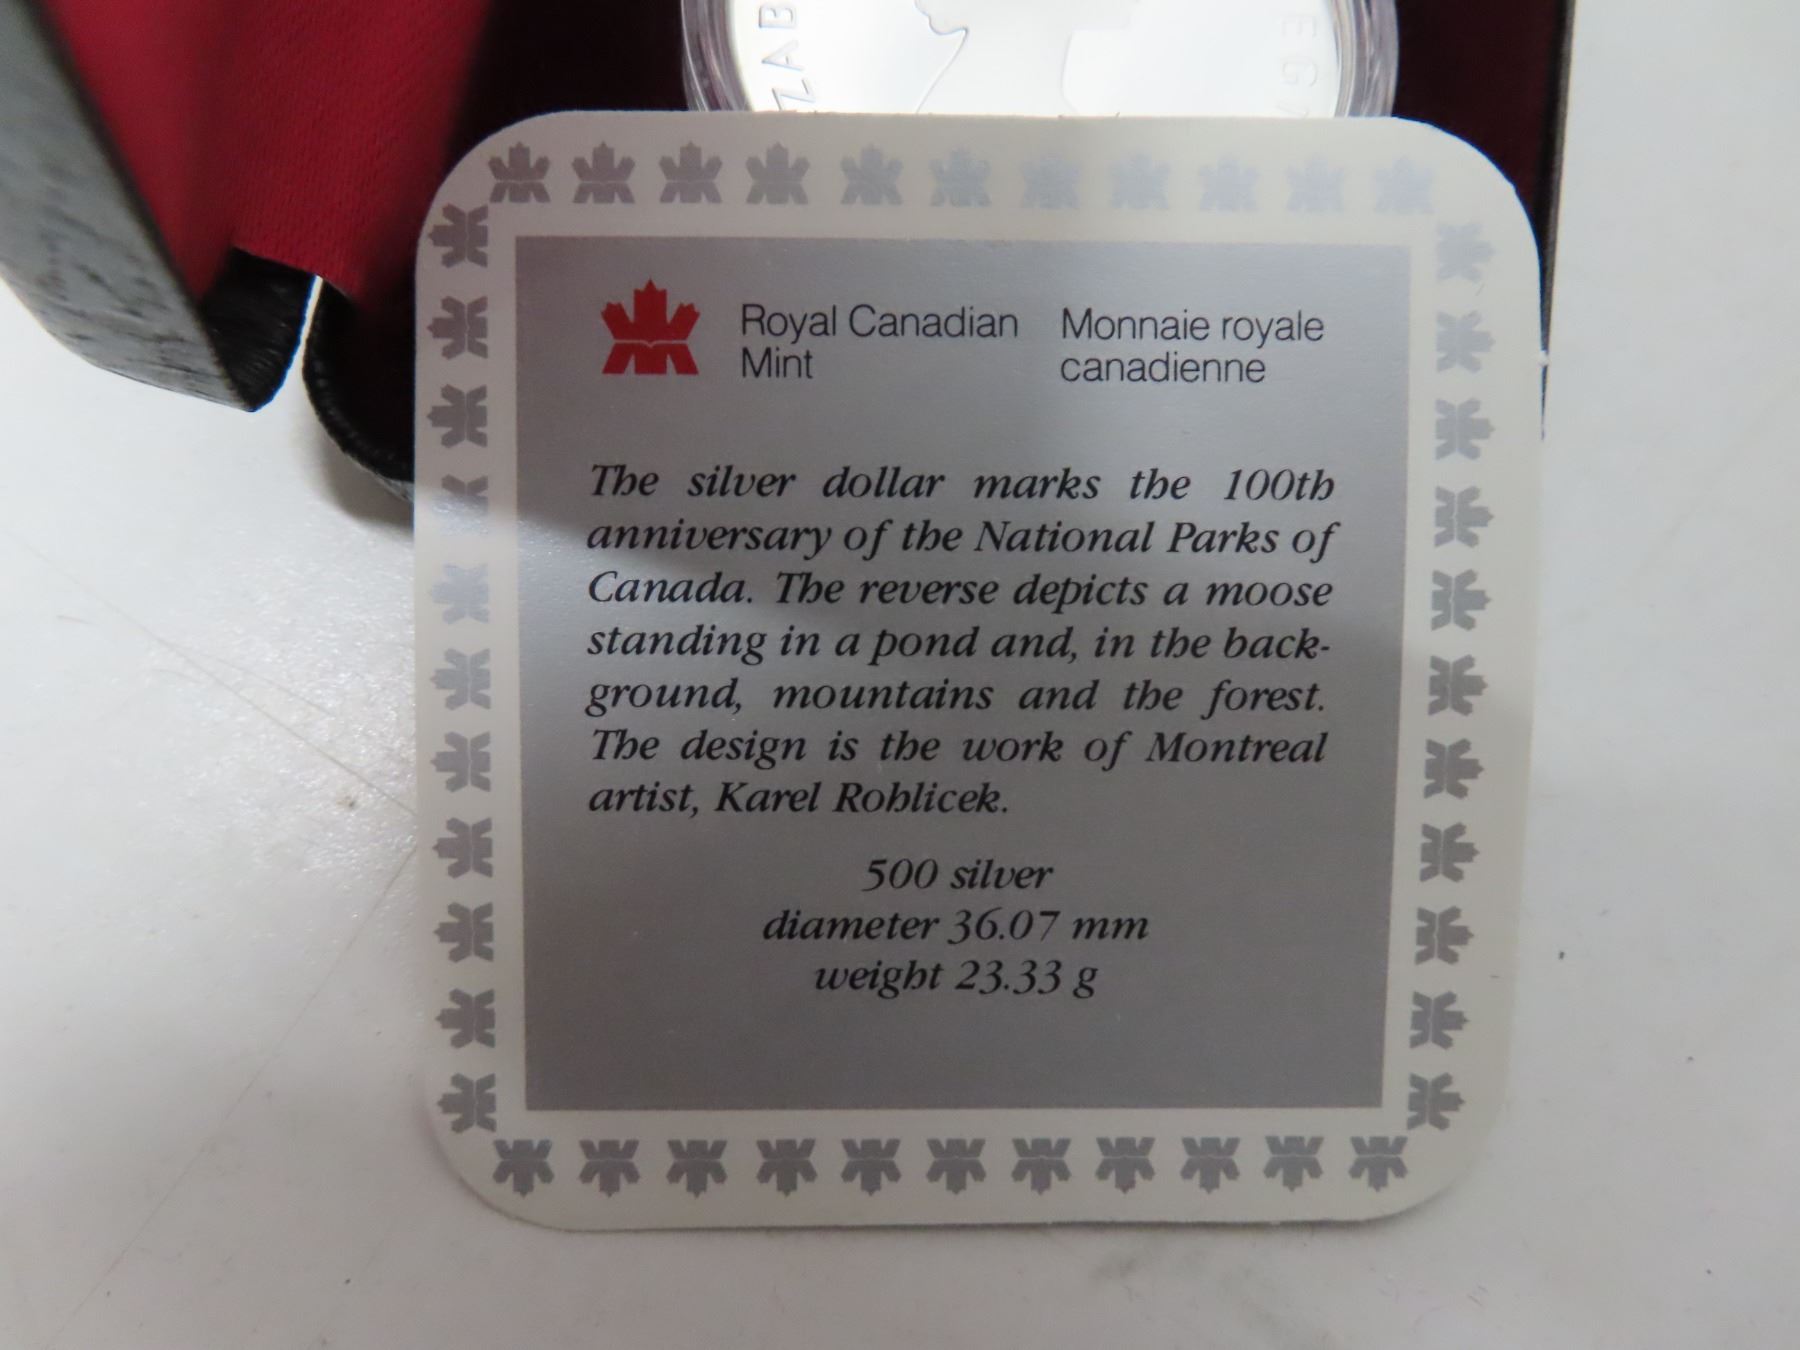 ZAB
EG
Royal Canadian Mint
Monnaie royale canadienne
The silver dollar marks the 100th
anniversary of the National Parks of
Canada. The reverse depicts a moose
standing in a pond and, in the back-
ground, mountains and the forest.
The design is the work of Montreal
artist, Karel Rohlicek.
500 silver
diameter 36.07 mm
weight 23.33 g